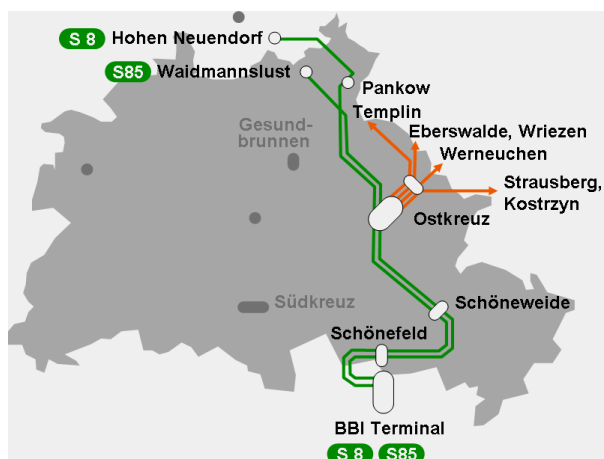 S 8 Hohen Neuendorf
S85 Waidmannslust
Pankow
Templin
Gesund-
brunnen
Eberswalde, Wriezen
Werneuchen
Strausberg,
Kostrzyn
Ostkreuz
Südkreuz
Schöneweide
Schönefeld
BBI Terminal
S 8 S85